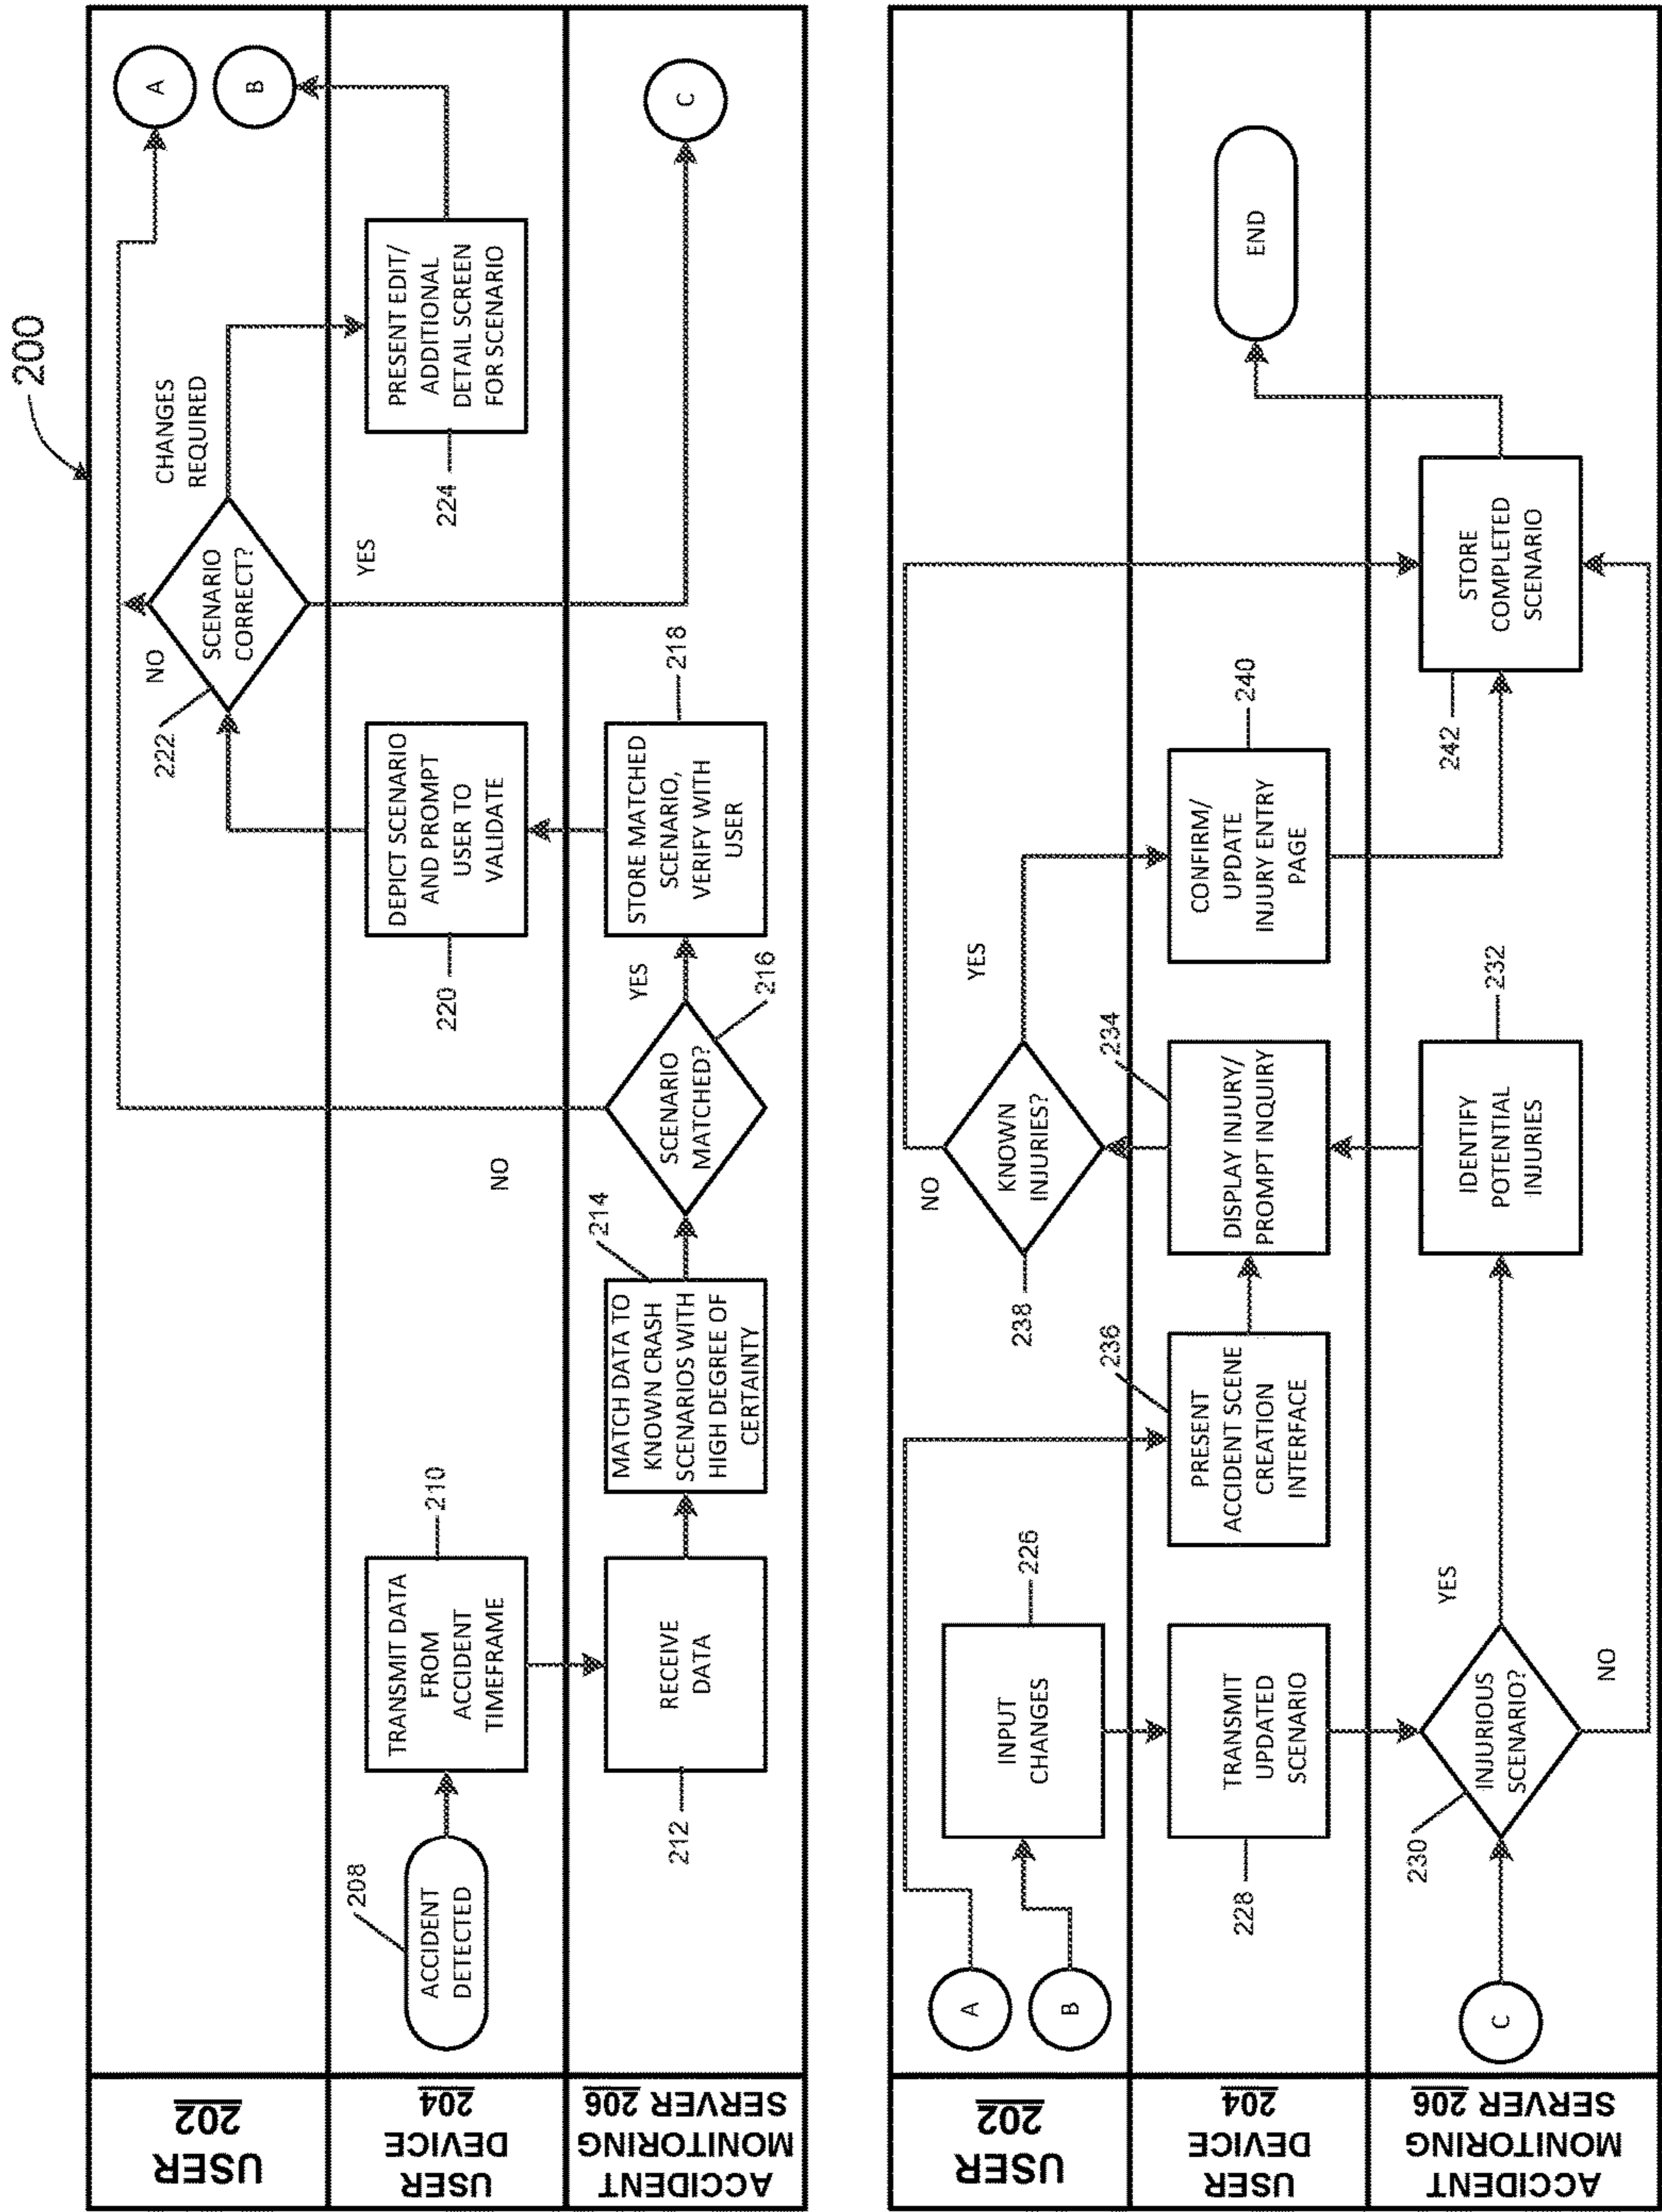 200
USER
202
USER
DEVICE
204
ACCIDENT
MONITORING
SERVER 206
208
ACCIDENT
DETECTED
TRANSMIT DATA
FROM
ACCIDENT
TIMEFRAME
210
RECEIVE
DATA
212
214
MATCH DATA TO
KNOWN CRASH
SCENARIOS WITH
HIGH DEGREE OF
CERTAINTY
NO
SCENARIO
MATCHED?
216
YES
STORE MATCHED
SCENARIO,
VERIFY WITH
USER
218
DEPICT SCENARIO
AND PROMPT
USER TO
VALIDATE
220
222
NO
SCENARIO
CORRECT?
YES
CHANGES
REQUIRED
PRESENT EDIT/
ADDITIONAL
DETAIL SCREEN
FOR SCENARIO
224
A
B
C
USER
202
USER
DEVICE
204
ACCIDENT
MONITORING
SERVER 206
A
B
C
INPUT
CHANGES
226
TRANSMIT
UPDATED
SCENARIO
228
230
INJURIOUS
SCENARIO?
YES
NO
236
PRESENT
ACCIDENT SCENE
CREATION
INTERFACE
IDENTIFY
POTENTIAL
INJURIES
232
234
DISPLAY INJURY/
PROMPT INQUIRY
238
NO
KNOWN
INJURIES?
YES
CONFIRM/
UPDATE
INJURY ENTRY
PAGE
240
242
STORE
COMPLETED
SCENARIO
END